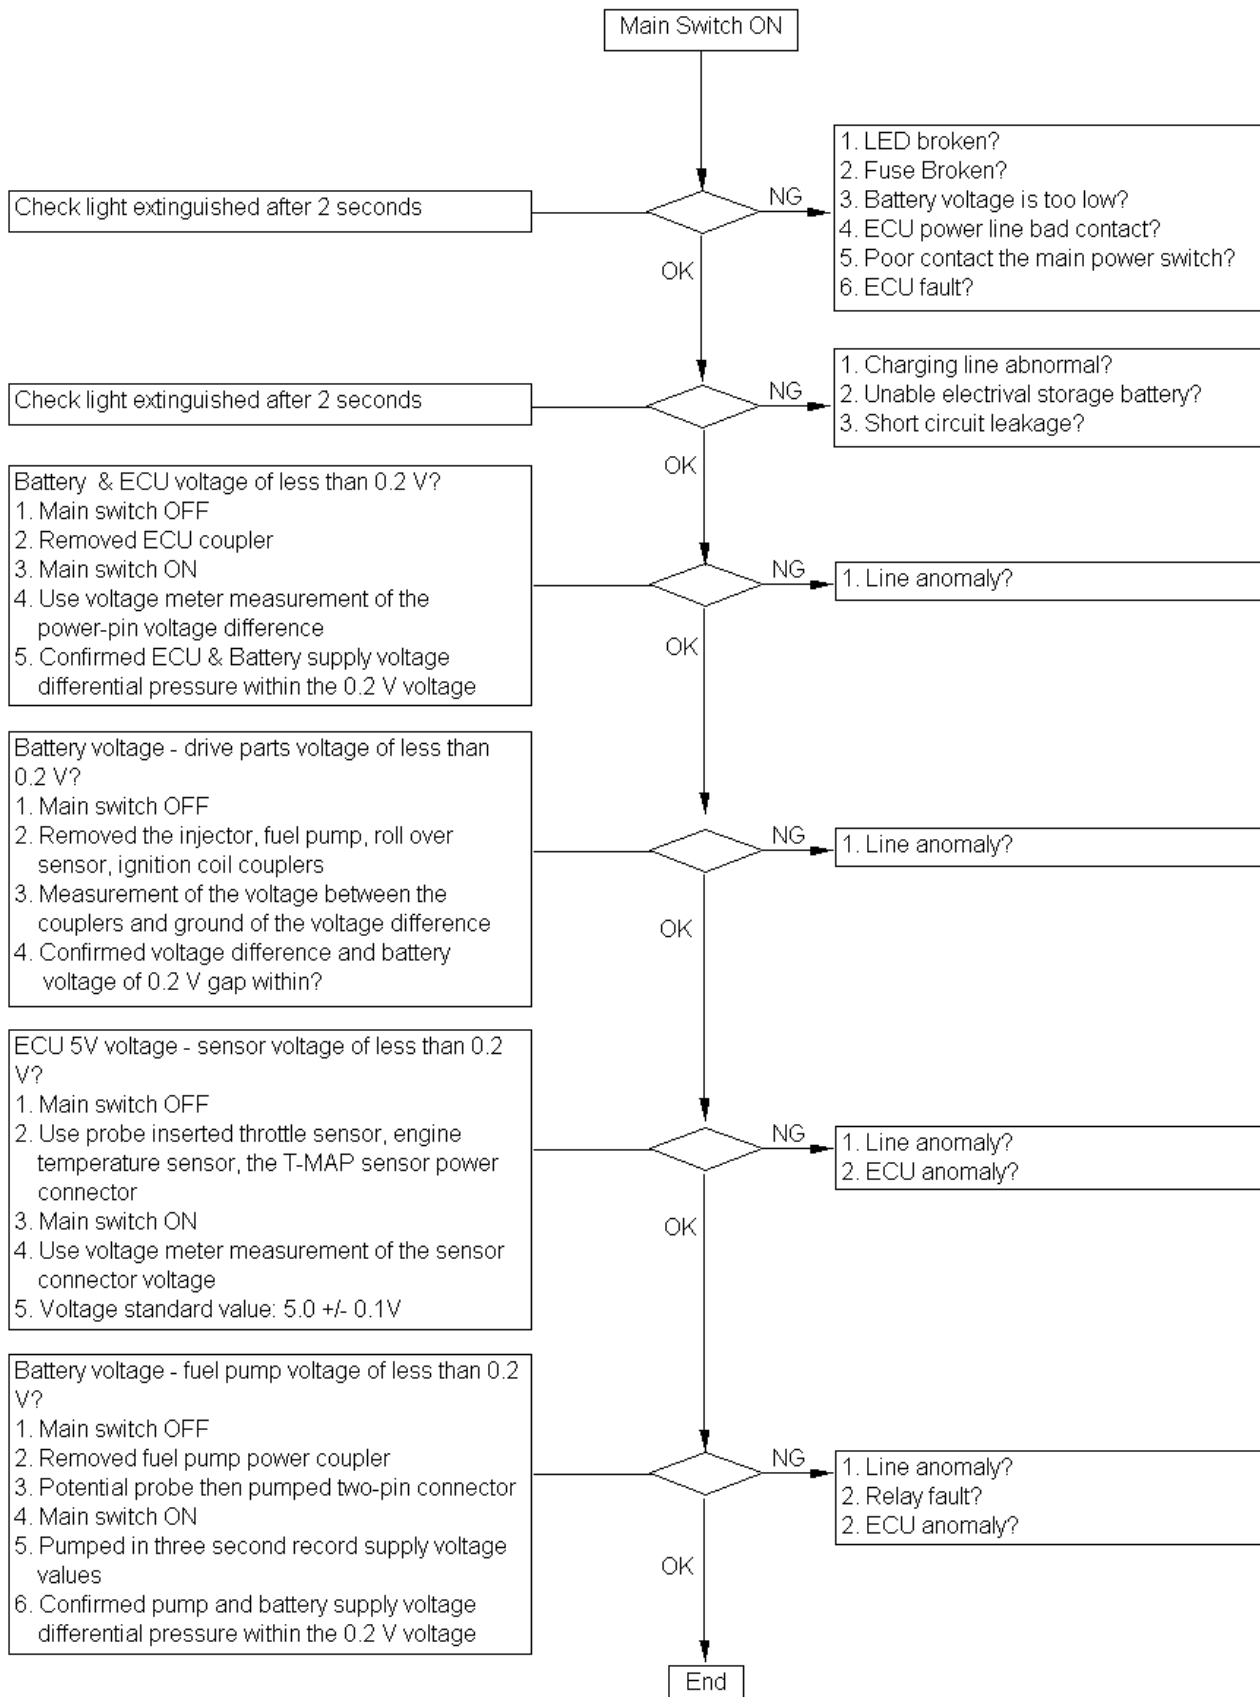 Main Switch ON
Check light extinguished after 2 seconds
NG
1. LED broken?
2. Fuse Broken?
3. Battery voltage is too low?
4. ECU power line bad contact?
5. Poor contact the main power switch?
6. ECU fault?
OK
Check light extinguished after 2 seconds
NG
1. Charging line abnormal?
2. Unable electrival storage battery?
3. Short circuit leakage?
OK
Battery & ECU voltage of less than 0.2 V?
1. Main switch OFF
2. Removed ECU coupler
3. Main switch ON
4. Use voltage meter measurement of the
power-pin voltage difference
5. Confirmed ECU & Battery supply voltage
differential pressure within the 0.2 V voltage
NG
1. Line anomaly?
OK
Battery voltage - drive parts voltage of less than
0.2 V?
1. Main switch OFF
2. Removed the injector, fuel pump, roll over
sensor, ignition coil couplers
3. Measurement of the voltage between the
couplers and ground of the voltage difference
4. Confirmed voltage difference and battery
voltage of 0.2 V gap within?
NG
1. Line anomaly?
OK
ECU 5V voltage - sensor voltage of less than 0.2
V?
1. Main switch OFF
2. Use probe inserted throttle sensor, engine
temperature sensor, the T-MAP sensor power
connector
3. Main switch ON
4. Use voltage meter measurement of the sensor
connector voltage
5. Voltage standard value: 5.0 +/- 0.1V
NG
1. Line anomaly?
2. ECU anomaly?
OK
Battery voltage - fuel pump voltage of less than 0.2
V?
1. Main switch OFF
2. Removed fuel pump power coupler
3. Potential probe then pumped two-pin connector
4. Main switch ON
5. Pumped in three second record supply voltage
values
6. Confirmed pump and battery supply voltage
differential pressure within the 0.2 V voltage
NG
1. Line anomaly?
2. Relay fault?
2. ECU anomaly?
OK
End